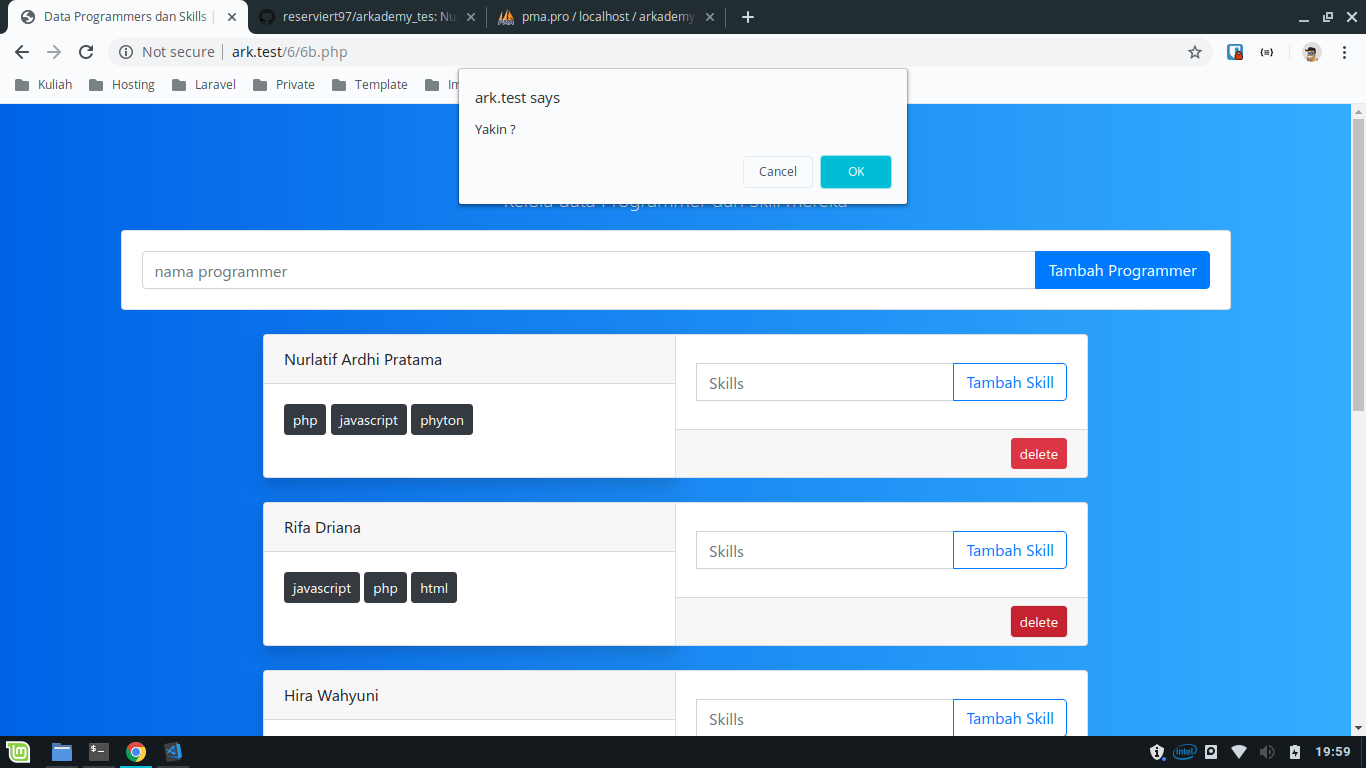 Data Programmers dan Skills |
reserviert97/arkademy_tes: Nu
pma.pro / localhost / arkademy
Not secure | ark.test/6/6b.php
Kuliah Hosting Laravel Private Template Im
ark.test says
Yakin ?
Cancel OK
Kelola data Programmer dan Skill mereka
nama programmer Tambah Programmer
Nurlatif Ardhi Pratama
php javascript phyton
Skills Tambah Skill
delete
Rifa Driana
javascript php html
Skills Tambah Skill
delete
Hira Wahyuni
Skills Tambah Skill
intel
19:59